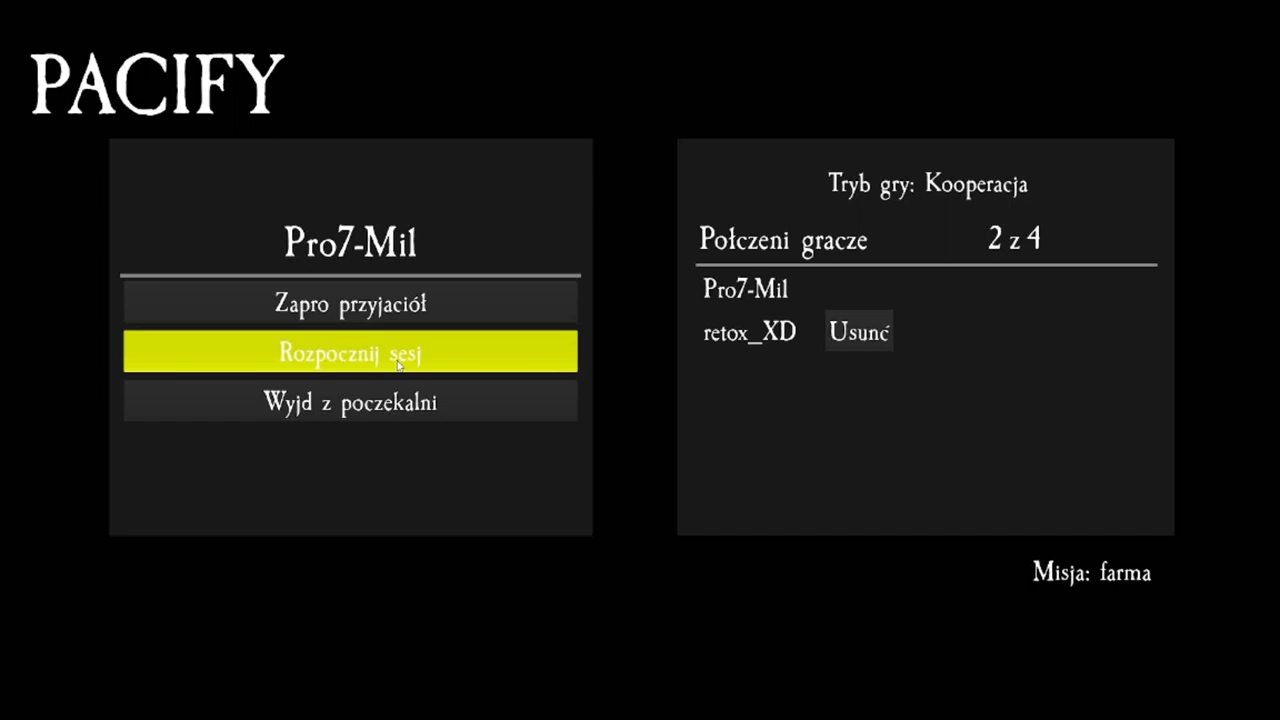 PACIFY
Pro7-Mil
Zapro przyjaciół
Rozpocznij sesj
Wyjd z poczekalni
Tryb gry: Kooperacja
Połczeni gracze 2 z 4
Pro7-Mil
retox_XD Usunć
Misja: farma